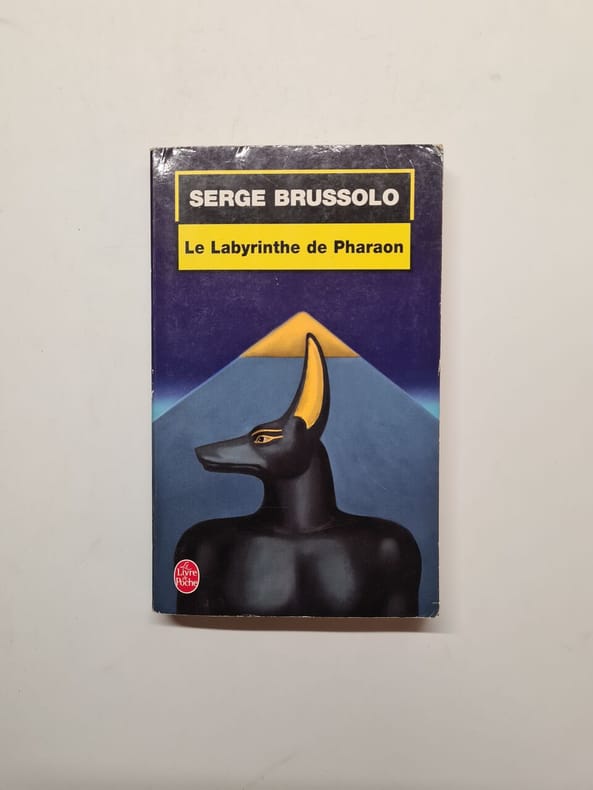 SERGE BRUSSOLO
Le Labyrinthe de Pharaon
Le
Livre
de
Poche